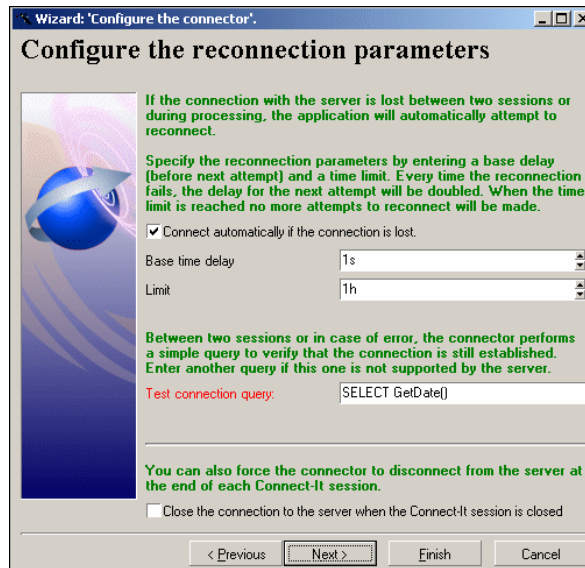 Wizard: 'Configure the connector'.
Configure the reconnection parameters
If the connection with the server is lost between two sessions or
during processing, the application will automatically attempt to
reconnect.
Specify the reconnection parameters by entering a base delay
(before next attempt) and a time limit. Every time the reconnection
fails, the delay for the next attempt will be doubled. When the time
limit is reached no more attempts to reconnect will be made.
Connect automatically if the connection is lost.
Base time delay 1s
Limit 1h
Between two sessions or in case of error, the connector performs
a simple query to verify that the connection is still established.
Enter another query if this one is not supported by the server.
Test connection query: SELECT GetDate()
You can also force the connector to disconnect from the server at
the end of each Connect-It session.
Close the connection to the server when the Connect-It session is closed
< Previous Next > Finish Cancel